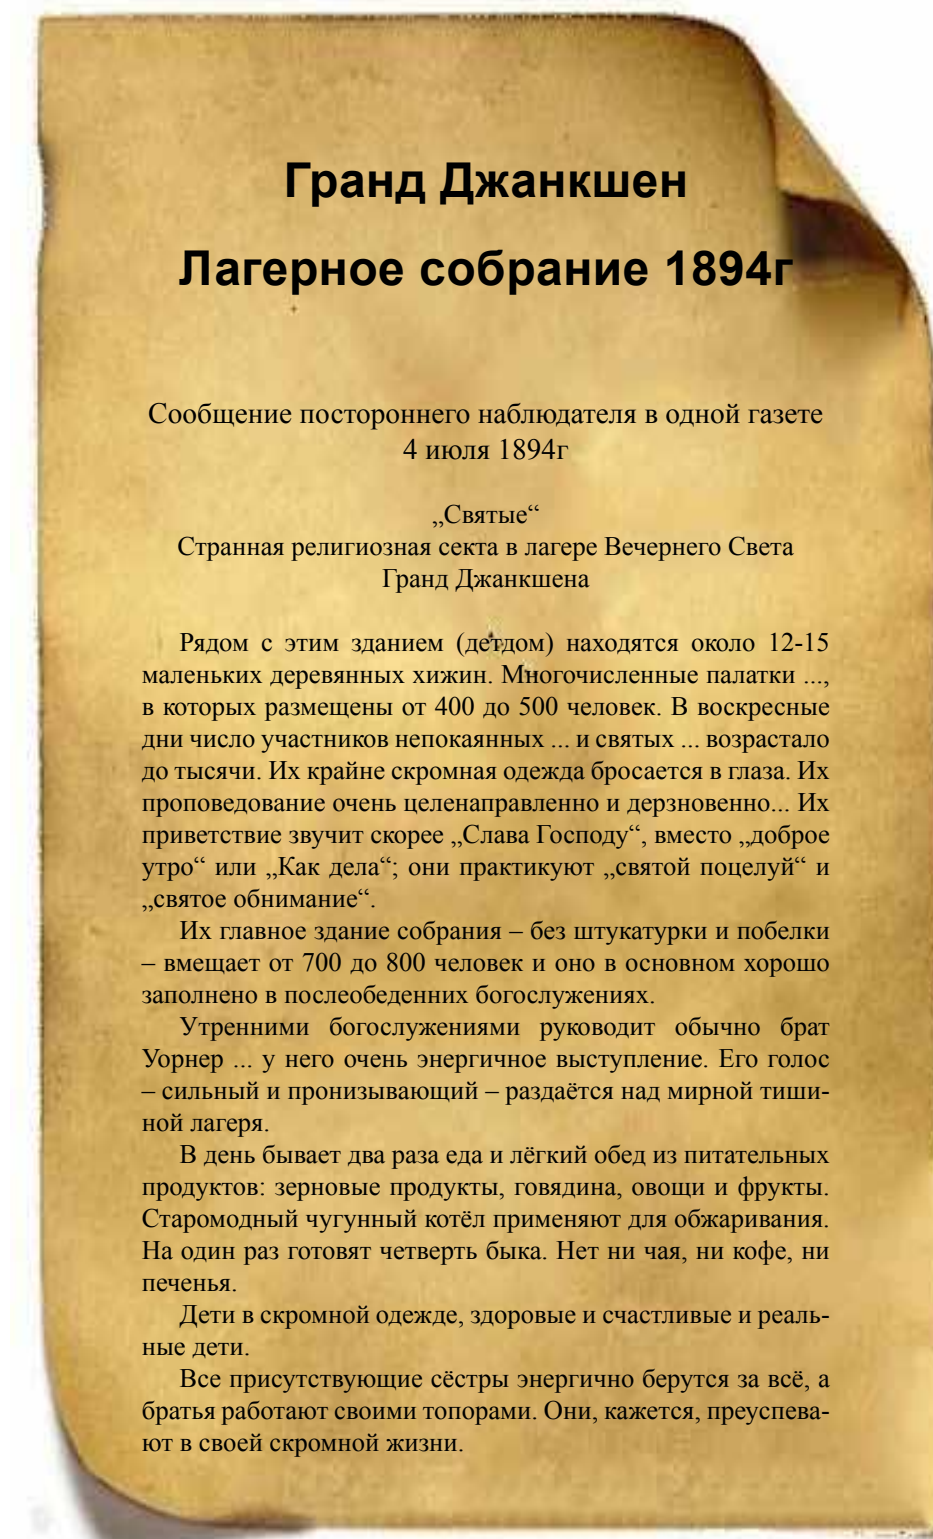 Гранд Джанкшен
Лагерное собрание 1894г
Сообщение постороннего наблюдателя в одной газете
4 июля 1894г
„Святые“
Странная религиозная секта в лагере Вечернего Света
Гранд Джанкшена
Рядом с этим зданием (детдом) находятся около 12-15
маленьких деревянных хижин. Многочисленные палатки ...,
в которых размещены от 400 до 500 человек. В воскресные
дни число участников непокаянных ... и святых ... возрастало
до тысячи. Их крайне скромная одежда бросается в глаза. Их
проповедование очень целенаправленно и дерзновенно... Их
приветствие звучит скорее „Слава Господу“, вместо „доброе
утро“ или „Как дела“; они практикуют „святой поцелуй“ и
„святое обнимание“.
Их главное здание собрания – без штукатурки и побелки
– вмещает от 700 до 800 человек и оно в основном хорошо
заполнено в послеобеденних богослужениях.
Утренними богослужениями руководит обычно брат
Уорнер ... у него очень энергичное выступление. Его голос
– сильный и пронизывающий – раздаётся над мирной тиши-
ной лагеря.
В день бывает два раза еда и лёгкий обед из питательных
продуктов: зерновые продукты, говядина, овощи и фрукты.
Старомодный чугунный котёл применяют для обжаривания.
На один раз готовят четверть быка. Нет ни чая, ни кофе, ни
печенья.
Дети в скромной одежде, здоровые и счастливые и реаль-
ные дети.
Все присутствующие сёстры энергично берутся за всё, а
братья работают своими топорами. Они, кажется, преуспева-
ют в своей скромной жизни.